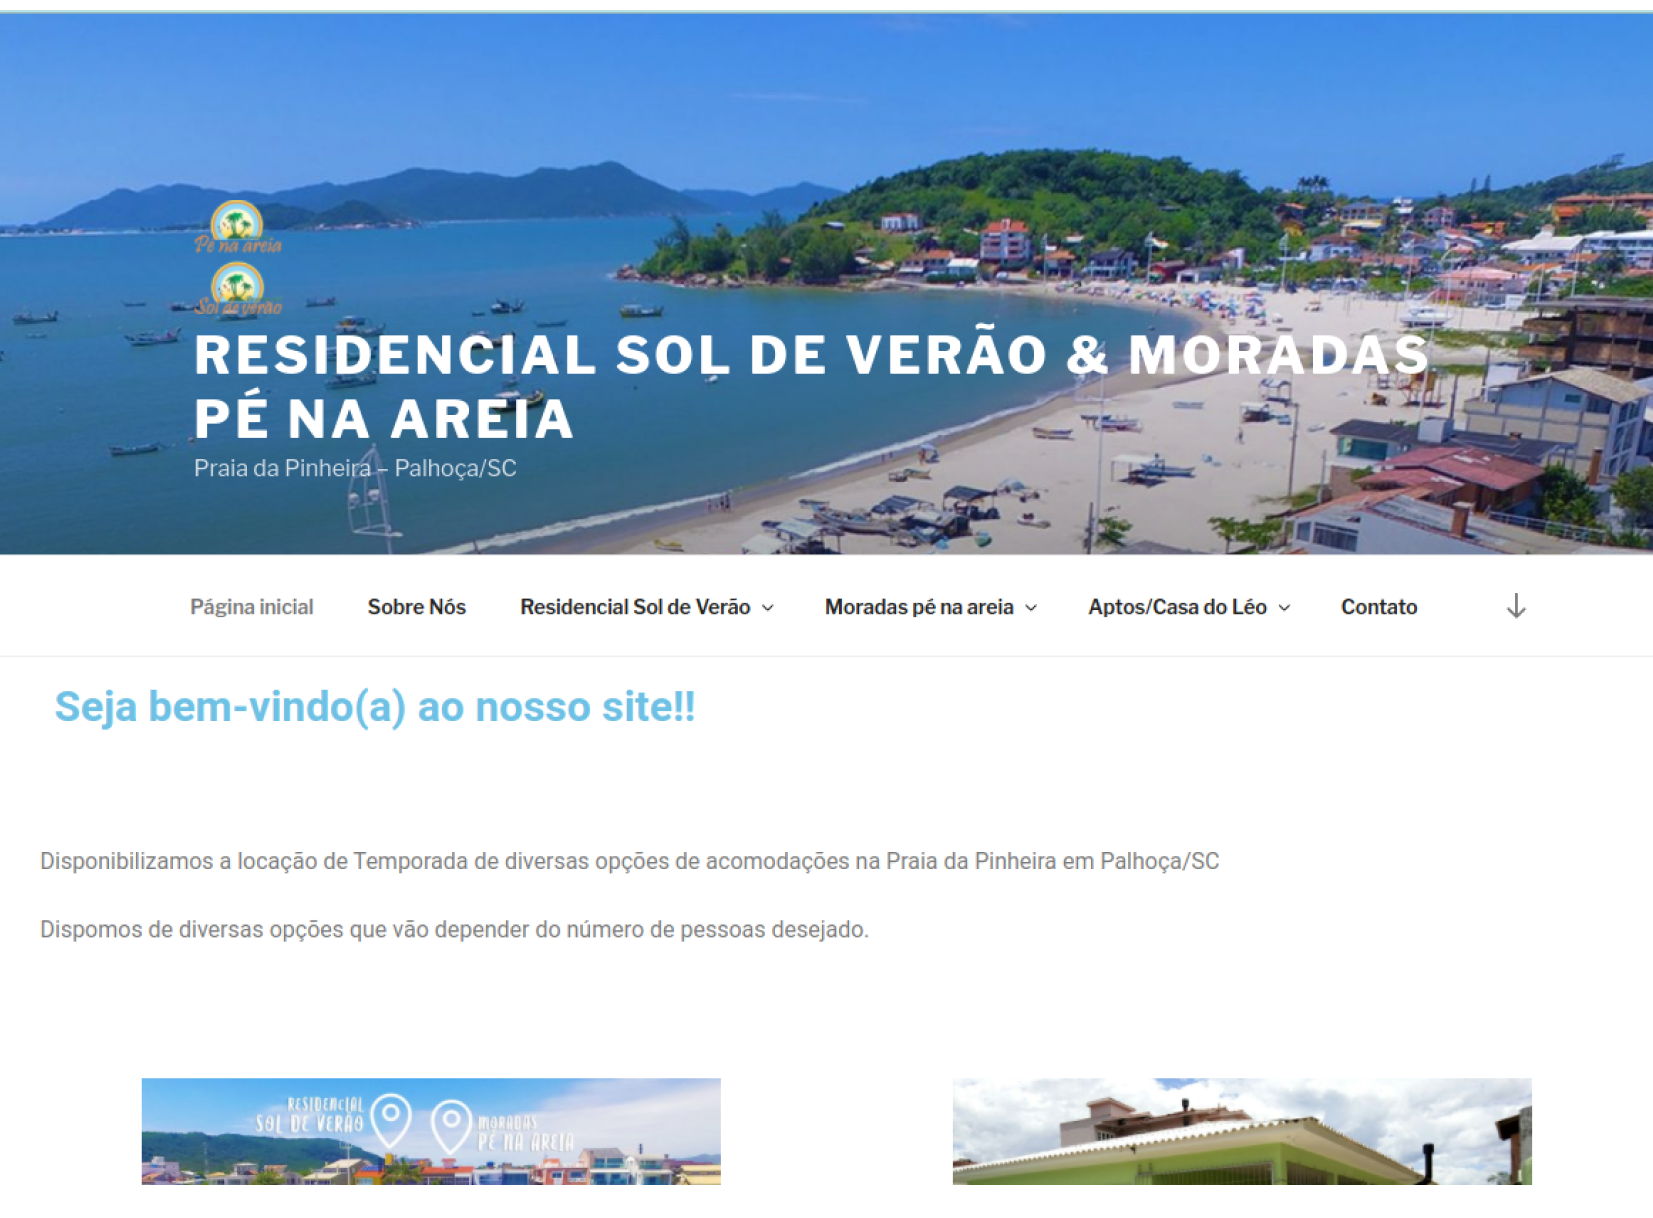 Pé na areia
Sol de verão
RESIDENCIAL SOL DE VERÃO & MORADAS
PÉ NA AREIA
Praia da Pinheira – Palhoça/SC
Página inicial Sobre Nós Residencial Sol de Verão Moradas pé na areia Aptos/Casa do Léo Contato
Seja bem-vindo(a) ao nosso site!!
Disponibilizamos a locação de Temporada de diversas opções de acomodações na Praia da Pinheira em Palhoça/SC
Dispomos de diversas opções que vão depender do número de pessoas desejado.
RESIDENCIAL
SOL DE VERÃO
MORADAS
PÉ NA AREIA